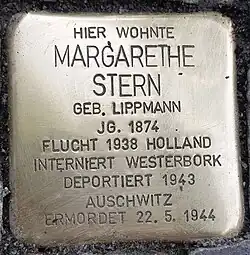 HIER WOHNTE
MARGARETHE
STERN
GEB. LIPPMANN
JG. 1874
FLUCHT 1938 HOLLAND
INTERNIERT WESTERBORK
DEPORTIERT 1943
AUSCHWITZ
ERMORDET 22. 5. 1944